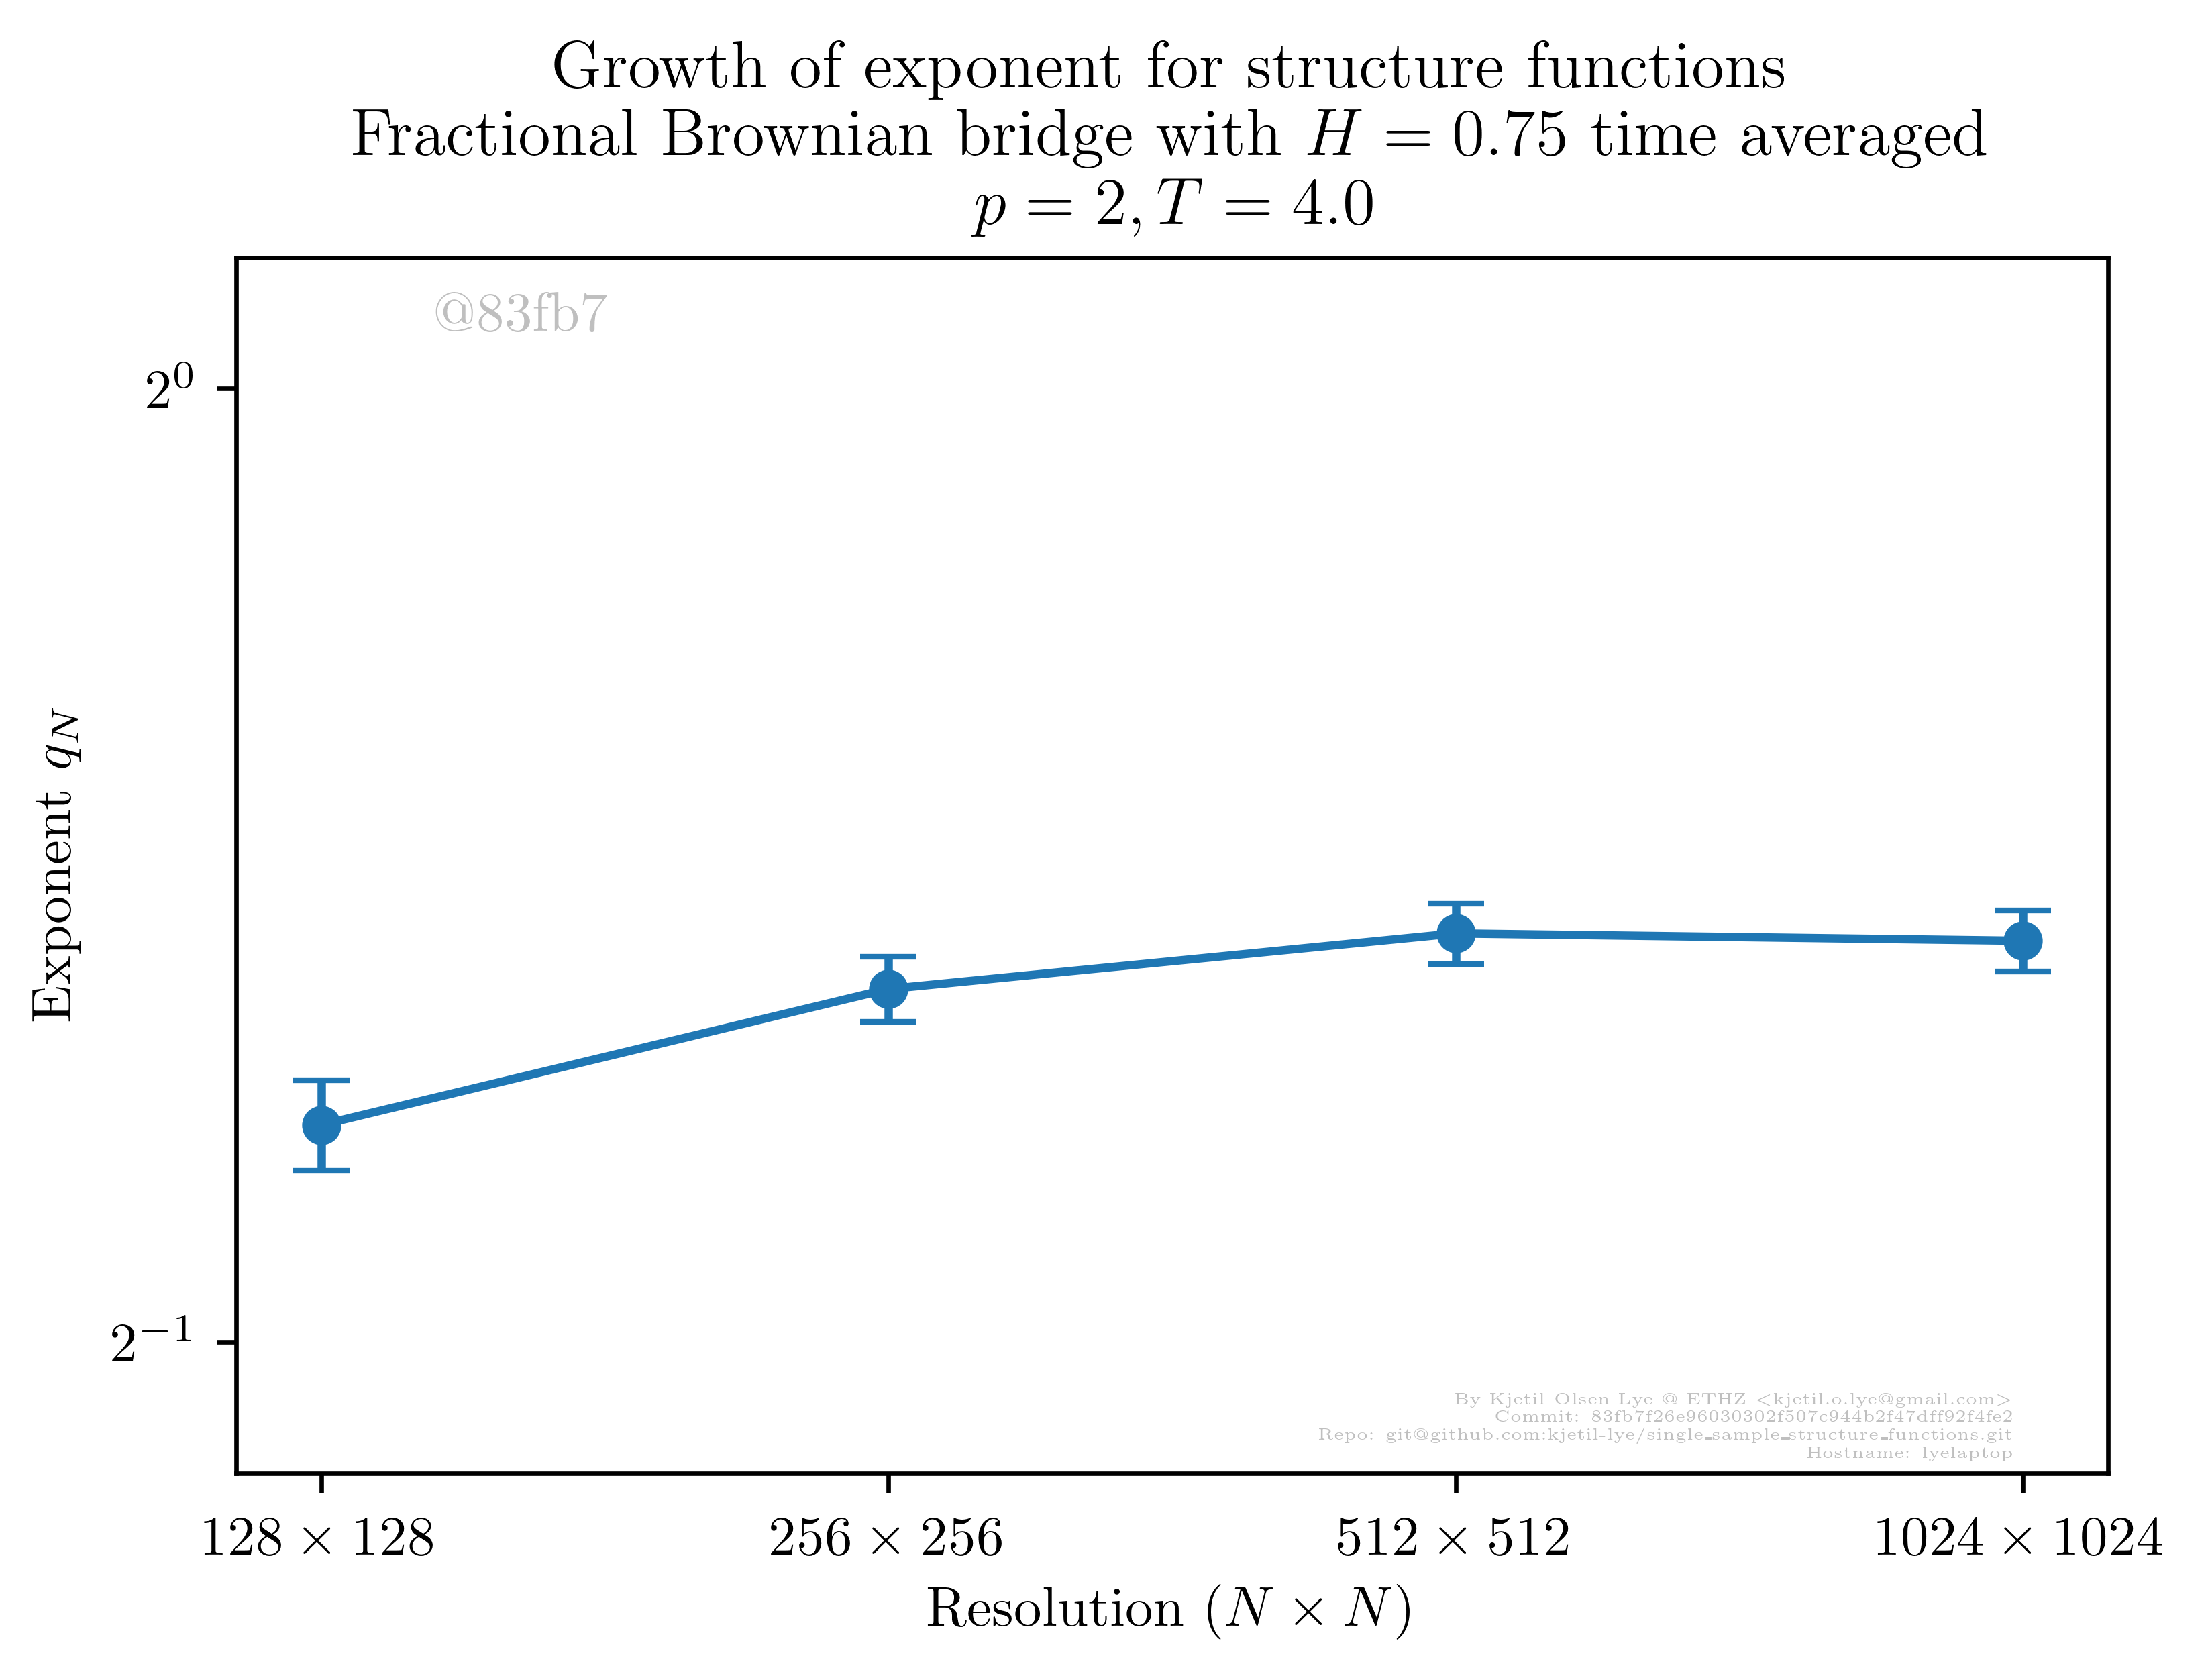 Growth of exponent for structure functions
Fractional Brownian bridge with H = 0.75 time averaged
p = 2, T = 4.0
@83fb7
2⁰
Exponent q_N
2⁻¹
By Kjetil Olsen Lye @ ETHZ <kjetil.o.lye@gmail.com>
Commit: 83fb7f26e96030302f507c944b2f47dff92f4fe2
Repo: git@github.com:kjetil-lye/single_sample_structure_functions.git
Hostname: lyelaptop
128 × 128
256 × 256
512 × 512
1024 × 1024
Resolution (N × N)